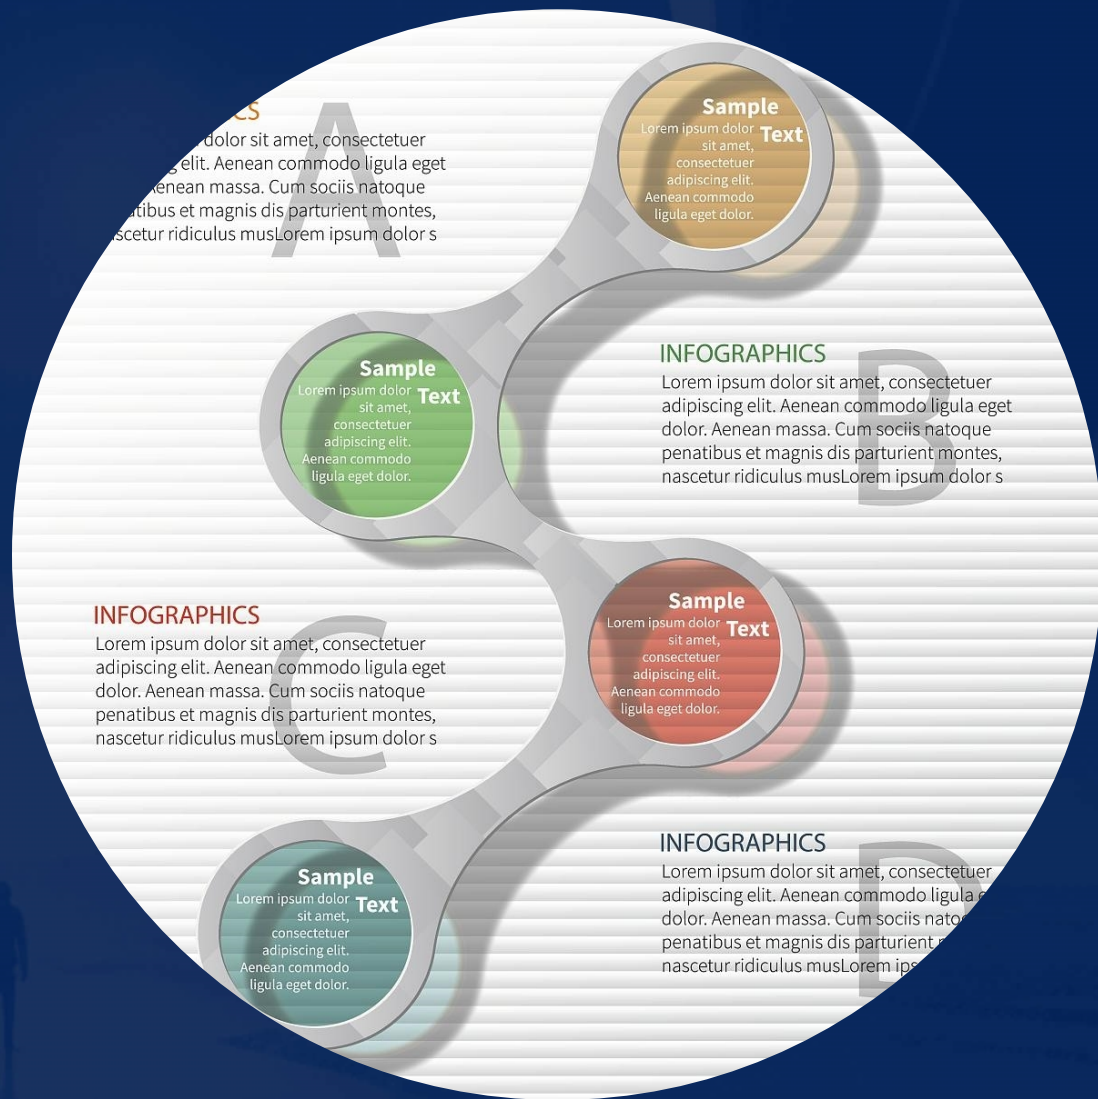 A
dolor sit amet, consectetuer
elit. Aenean commodo ligula eget
Aenean massa. Cum sociis natoque
et magnis dis parturient montes,
ridiculus musLorem ipsum dolor s
Sample
Text
Lorem ipsum dolor
sit amet,
consectetuer
adipiscing elit.
Aenean commodo
ligula eget dolor.
Sample
Text
Lorem ipsum dolor
sit amet,
consectetuer
adipiscing elit.
Aenean commodo
ligula eget dolor.
B
INFOGRAPHICS
Lorem ipsum dolor sit amet, consectetuer
adipiscing elit. Aenean commodo ligula eget
dolor. Aenean massa. Cum sociis natoque
penatibus et magnis dis parturient montes,
nascetur ridiculus musLorem ipsum dolor s
C
INFOGRAPHICS
Lorem ipsum dolor sit amet, consectetuer
adipiscing elit. Aenean commodo ligula eget
dolor. Aenean massa. Cum sociis natoque
penatibus et magnis dis parturient montes,
nascetur ridiculus musLorem ipsum dolor s
Sample
Text
Lorem ipsum dolor
sit amet,
consectetuer
adipiscing elit.
Aenean commodo
ligula eget dolor.
Sample
Text
Lorem ipsum dolor
sit amet,
consectetuer
adipiscing elit.
Aenean commodo
ligula eget dolor.
D
INFOGRAPHICS
Lorem ipsum dolor sit amet, consectetuer
adipiscing elit. Aenean commodo ligula
dolor. Aenean massa. Cum sociis
penatibus et magnis dis parturient
nascetur ridiculus musLorem